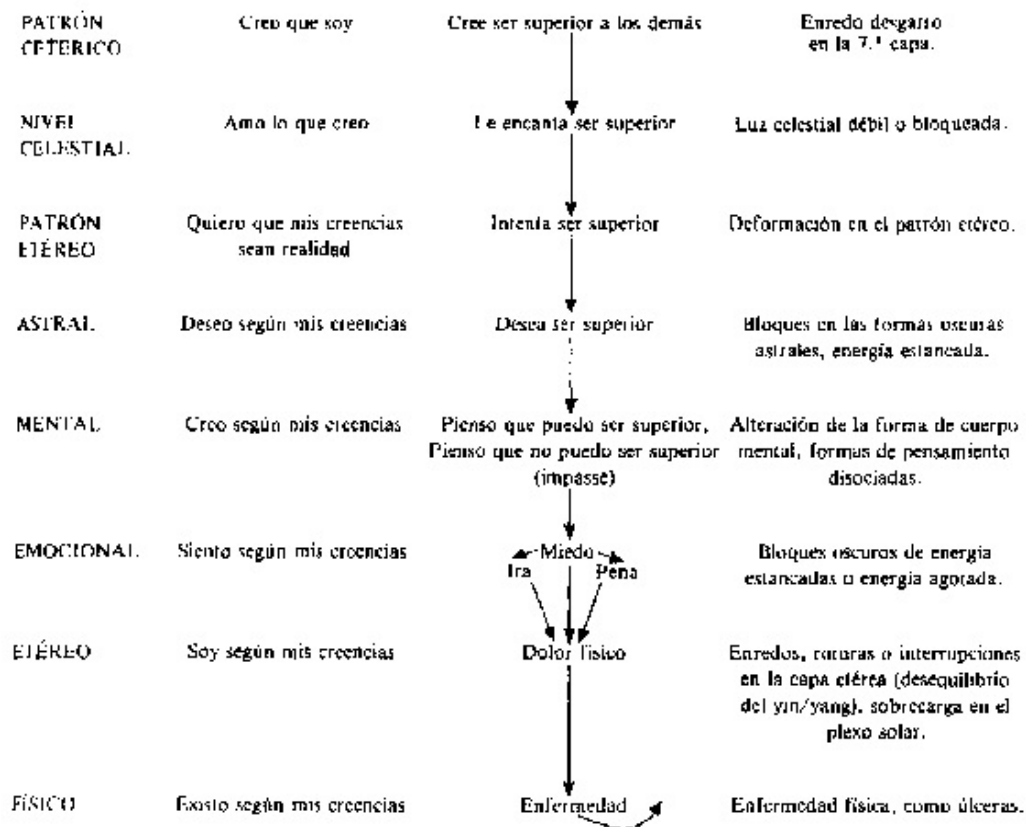 PATRÓN
CETÉRICO
Creo que soy
Cree ser superior a los demás
Enredo desgarro
en la 7.ª capa.
NIVEL
CELESTIAL
Amo lo que creo
Le encanta ser superior
Luz celestial débil o bloqueada.
PATRÓN
ETÉREO
Quiero que mis creencias
sean realidad
Intenta ser superior
Deformación en el patrón etéreo.
ASTRAL
Deseo según mis creencias
Desea ser superior
Bloques en las formas oscuras
astrales, energía estancada.
MENTAL
Creo según mis creencias
Pienso que puedo ser superior,
Pienso que no puedo ser superior
(impasse)
Alteración de la forma de cuerpo
mental, formas de pensamiento
disociadas.
EMOCIONAL
Siento según mis creencias
Miedo
Ira Pena
Bloques oscuros de energía
estancadas o energía agotada.
ETÉREO
Soy según mis creencias
Dolor físico
Enredos, roturas o interrupciones
en la capa etérea (desequilibrio
del yin/yang), sobrecarga en el
plexo solar.
FÍSICO
Existo según mis creencias
Enfermedad
Enfermedad física, como úlceras.